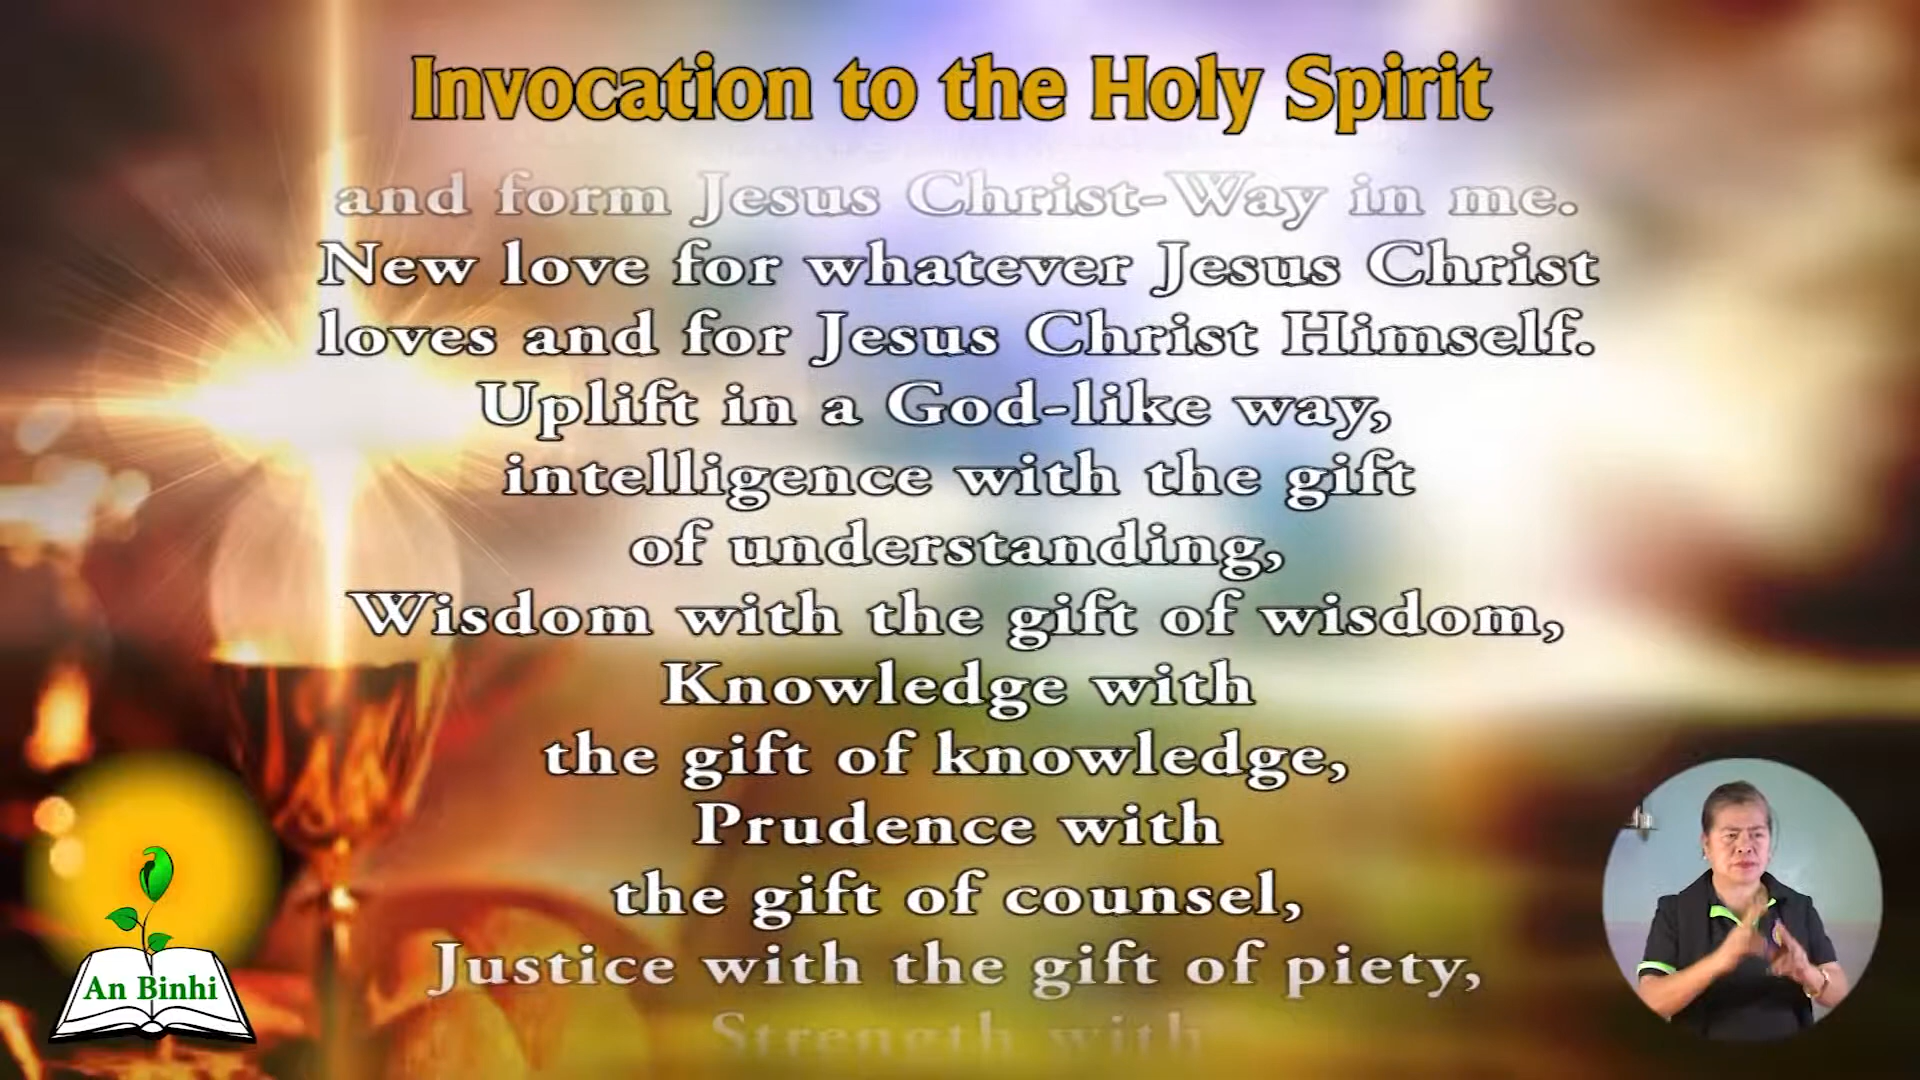 Invocation to the Holy Spirit
and form Jesus Christ-Way in me.
New love for whatever Jesus Christ
loves and for Jesus Christ Himself.
Uplift in a God-like way,
intelligence with the gift
of understanding,
Wisdom with the gift of wisdom,
Knowledge with
the gift of knowledge,
Prudence with
the gift of counsel,
Justice with the gift of piety,
Strength with
An Binhi